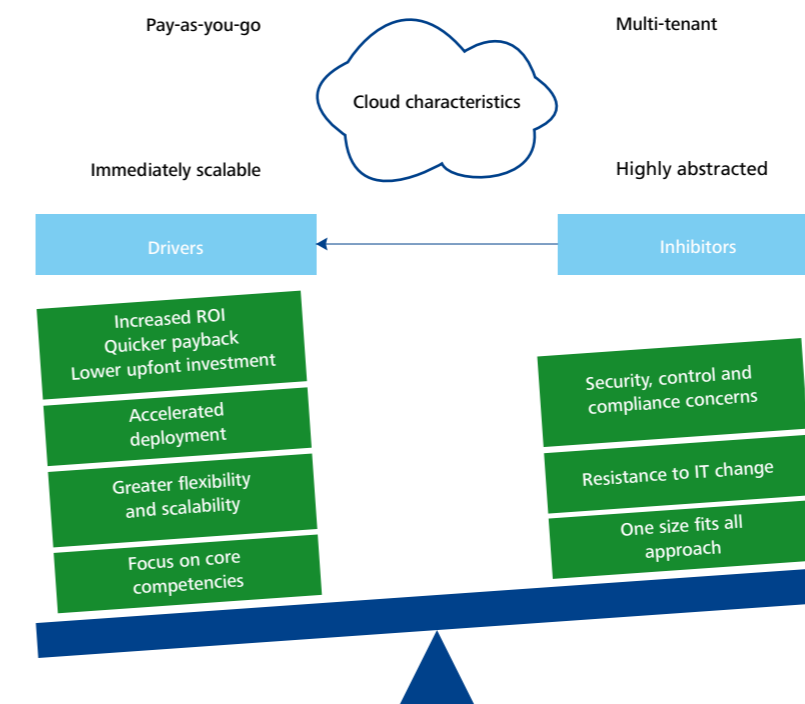 Pay-as-you-go
Multi-tenant
Cloud characteristics
Immediately scalable
Highly abstracted
Drivers
Inhibitors
Increased ROI
Quicker payback
Lower upfont investment
Accelerated
deployment
Greater flexibility
and scalability
Focus on core
competencies
Security, control and
compliance concerns
Resistance to IT change
One size fits all
approach